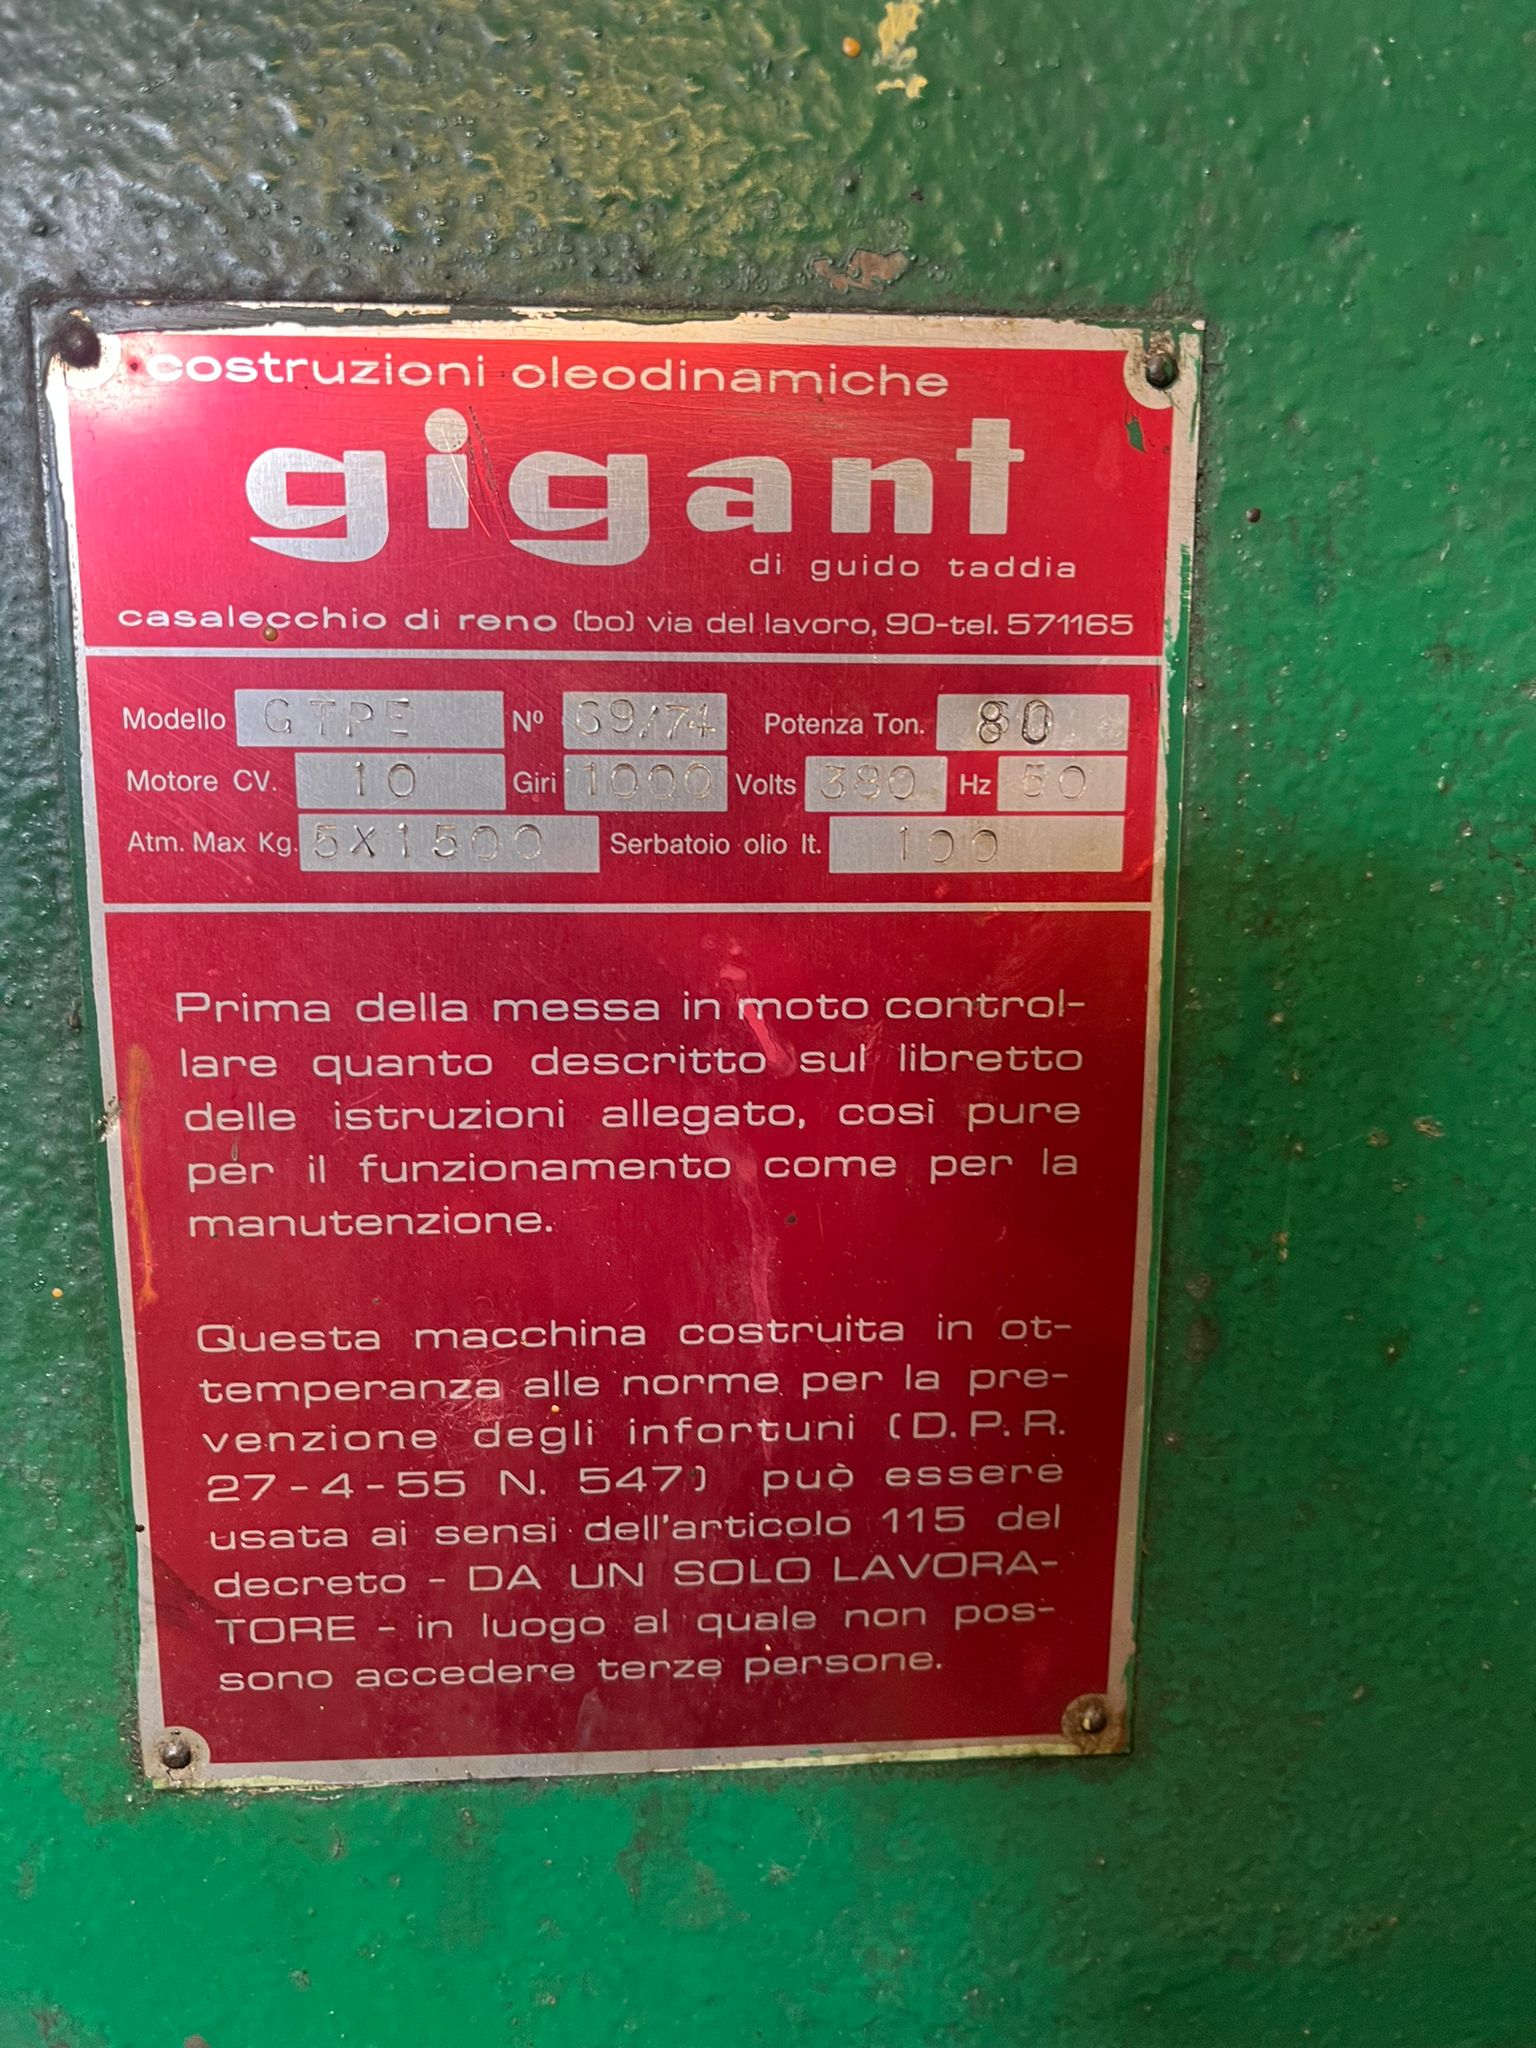 costruzioni oleodinamiche
gigant
di guido taddia
casalecchio di reno (bo) via del lavoro, 90-tel. 571165
Modello GTPE Nº 69/74 Potenza Ton. 80
Motore CV. 10 Giri 1000 Volts 380 Hz 50
Atm. Max Kg. 5X1500 Serbatoio olio lt. 100
Prima della messa in moto control-
lare quanto descritto sul libretto
delle istruzioni allegato, così pure
per il funzionamento come per la
manutenzione.
Questa macchina costruita in ot-
temperanza alle norme per la pre-
venzione degli infortuni (D.P.R.
27-4-55 N. 547) può essere
usata ai sensi dell'articolo 115 del
decreto - DA UN SOLO LAVORA-
TORE - in luogo al quale non pos-
sono accedere terze persone.